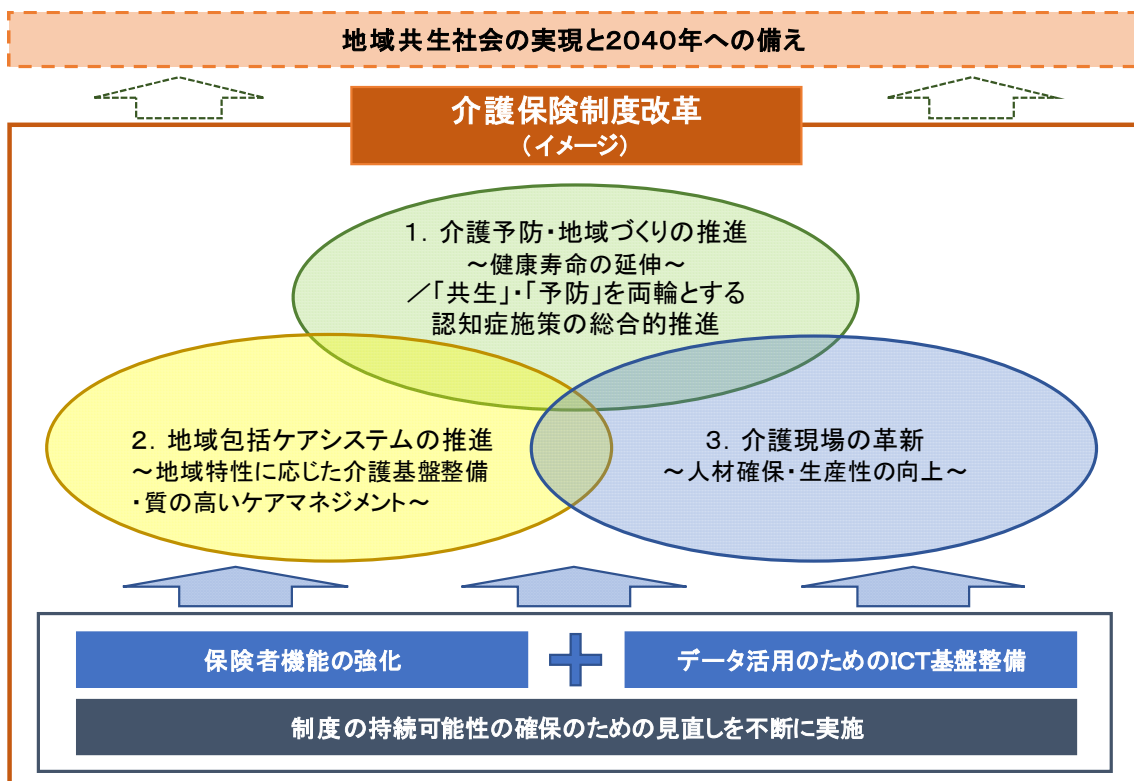 地域共生社会の実現と2040年への備え
介護保険制度改革
(イメージ)
1．介護予防・地域づくりの推進
～健康寿命の延伸～
／「共生」・「予防」を両輪とする
認知症施策の総合的推進
2．地域包括ケアシステムの推進
～地域特性に応じた介護基盤整備
・質の高いケアマネジメント～
3．介護現場の革新
～人材確保・生産性の向上～
保険者機能の強化
データ活用のためのICT基盤整備
制度の持続可能性の確保のための見直しを不断に実施